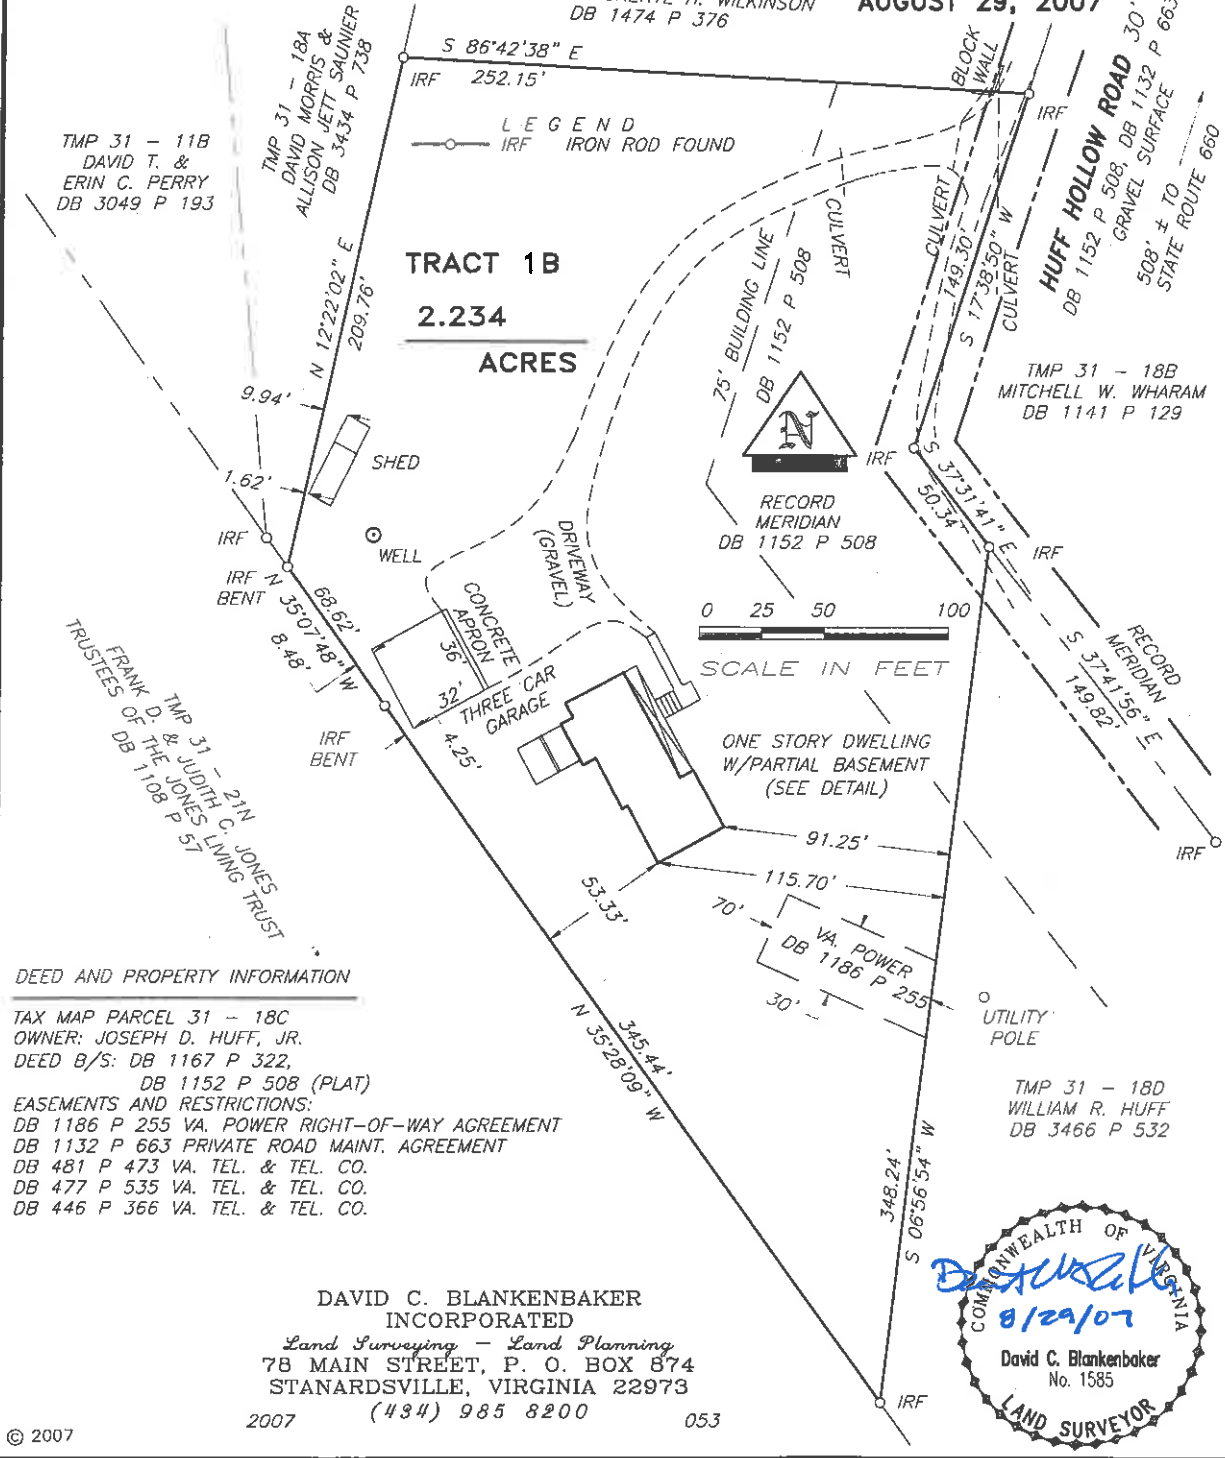 WILKINSON
DB 1474 P 376
AUGUST 29, 2007
S 86°42'38" E
252.15'
IRF
IRF
BLOCK
WALL
HUFF HOLLOW ROAD 30'
DB 1152 P 508, DB 1132 P 663
GRAVEL SURFACE
508' ± TO
STATE ROUTE 660
TMP 31 - 18A
DAVID MORRIS &
ALLISON JETT SAUNIER
DB 3434 P 738
TMP 31 - 11B
DAVID T. &
ERIN C. PERRY
DB 3049 P 193
LEGEND
IRF IRON ROD FOUND
TRACT 1B
2.234
ACRES
N 12°22'02" E
209.76'
75' BUILDING LINE
DB 1152 P 508
CULVERT
CULVERT
149.30'
S 17°38'50" W
CULVERT
TMP 31 - 18B
MITCHELL W. WHARAM
DB 1141 P 129
9.94'
1.62'
SHED
WELL
IRF
IRF
BENT
N
RECORD
MERIDIAN
DB 1152 P 508
IRF
S 37°31'41" E
50.34'
IRF
DRIVEWAY
(GRAVEL)
0 25 50 100
SCALE IN FEET
RECORD
MERIDIAN
S 37°41'56" E
149.82'
IRF
68.62'
N 35°07'48" W
8.48'
IRF
BENT
CONCRETE
APRON
36'
32'
THREE CAR
GARAGE
4.25'
TMP 31 - 21N
FRANK D. & JUDITH C. JONES
TRUSTEES OF THE JONES LIVING TRUST
DB 1108 P 57
ONE STORY DWELLING
W/PARTIAL BASEMENT
(SEE DETAIL)
91.25'
115.70'
53.33'
70'
VA. POWER
DB 1186 P 255
30'
UTILITY
POLE
DEED AND PROPERTY INFORMATION
TAX MAP PARCEL 31 - 18C
OWNER: JOSEPH D. HUFF, JR.
DEED B/S: DB 1167 P 322,
DB 1152 P 508 (PLAT)
EASEMENTS AND RESTRICTIONS:
DB 1186 P 255 VA. POWER RIGHT-OF-WAY AGREEMENT
DB 1132 P 663 PRIVATE ROAD MAINT. AGREEMENT
DB 481 P 473 VA. TEL. & TEL. CO.
DB 477 P 535 VA. TEL. & TEL. CO.
DB 446 P 366 VA. TEL. & TEL. CO.
345.44'
N 35°28'09" W
348.24'
S 06°56'54" W
TMP 31 - 18D
WILLIAM R. HUFF
DB 3466 P 532
IRF
DAVID C. BLANKENBAKER
INCORPORATED
Land Surveying - Land Planning
78 MAIN STREET, P. O. BOX 874
STANARDSVILLE, VIRGINIA 22973
(434) 985 8200
2007
053
© 2007
COMMONWEALTH OF VIRGINIA
8/29/07
David C. Blankenbaker
No. 1585
LAND SURVEYOR